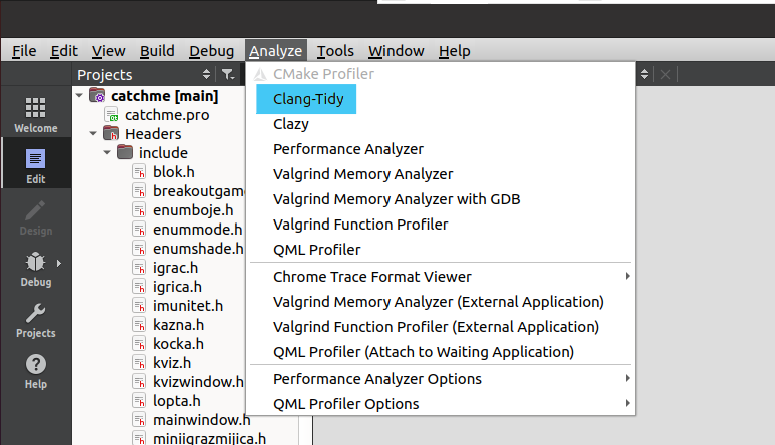 File Edit View Build Debug Analyze Tools Window Help
Projects
Welcome
Edit
Design
Debug
Projects
Help
catchme [main]
catchme.pro
Headers
include
blok.h
breakoutgame
enumboje.h
enummode.h
enumshade.h
igrac.h
igrica.h
imunitet.h
kazna.h
kocka.h
kviz.h
kvizwindow.h
lopta.h
mainwindow.h
miniigrazmijica.h
CMake Profiler
Clang-Tidy
Clazy
Performance Analyzer
Valgrind Memory Analyzer
Valgrind Memory Analyzer with GDB
Valgrind Function Profiler
QML Profiler
Chrome Trace Format Viewer
Valgrind Memory Analyzer (External Application)
Valgrind Function Profiler (External Application)
QML Profiler (Attach to Waiting Application)
Performance Analyzer Options
QML Profiler Options